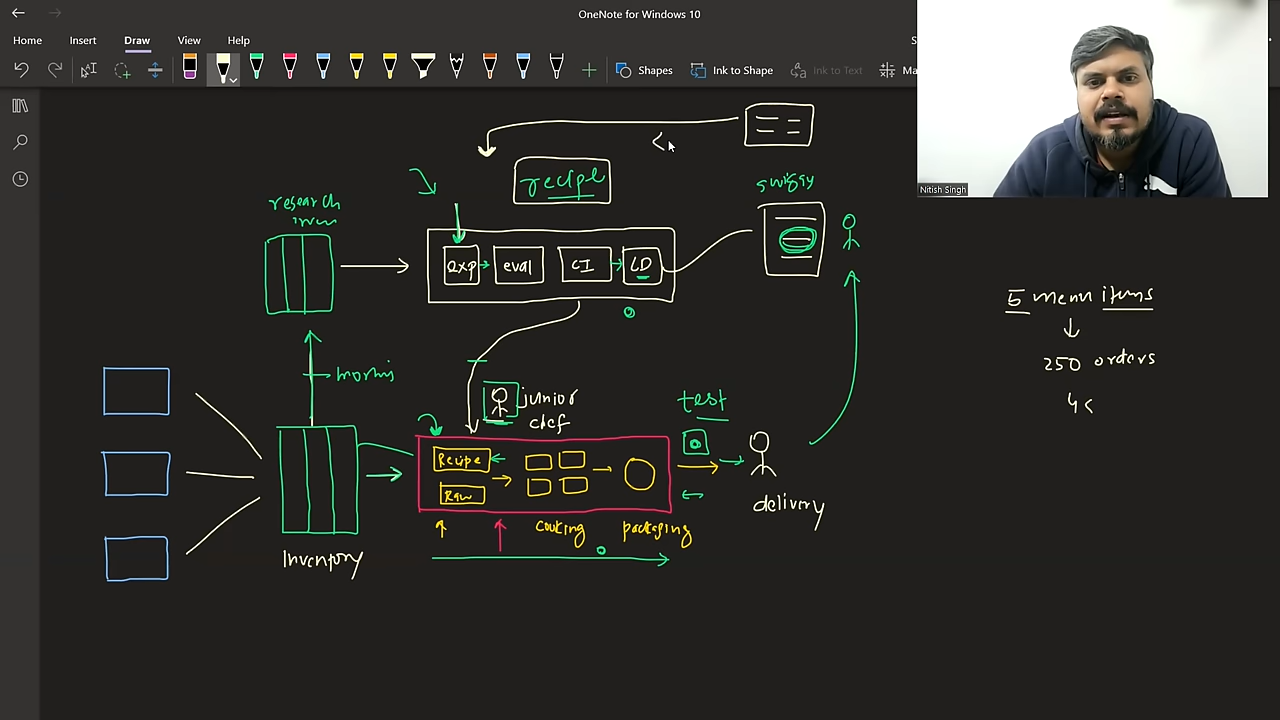 OneNote for Windows 10
Home Insert Draw View Help
Shapes Ink to Shape Ink to Text Ma
Nitish Singh
recipe
swiggy
research
exp eval CI CD
5 menu items
250 orders
morning
junior
chef
test
Recipe
Raw
delivery
cooking packaging
Inventory